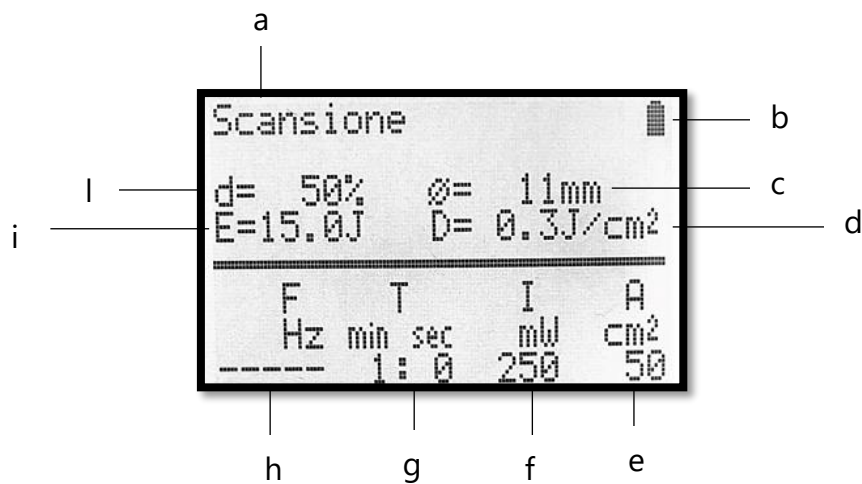 a
Scansione
b
l d= 50% ø= 11mm c
i E=15.0J D= 0.3J/cm² d
F T I A
Hz min sec mW cm²
----- 1: 0 250 50
h g f e